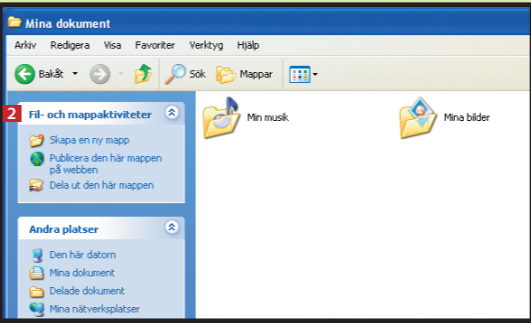 Mina dokument
Arkiv Redigera Visa Favoriter Verktyg Hjälp
Bakåt Sök Mappar
2 Fil- och mappaktiviteter
Skapa en ny mapp
Publicera den här mappen
på webben
Dela ut den här mappen
Min musik Mina bilder
Andra platser
Den här datorn
Mina dokument
Delade dokument
Mina nätverksplatser